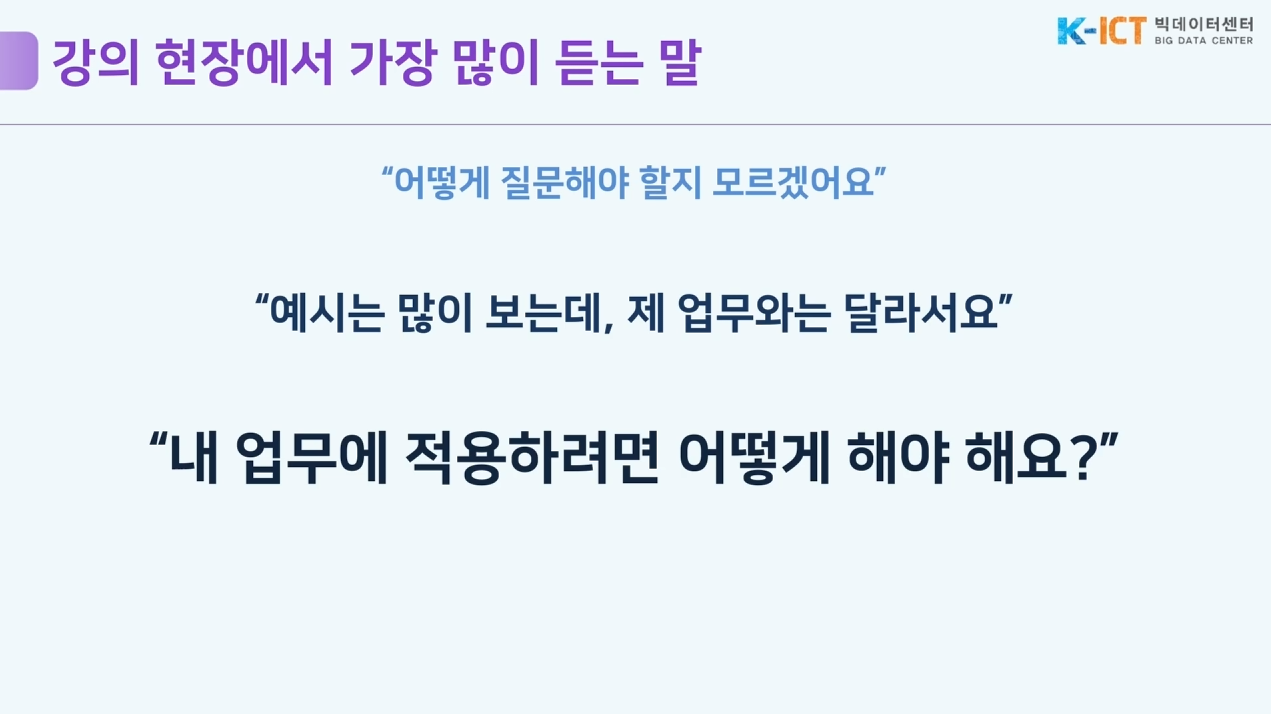 강의 현장에서 가장 많이 듣는 말
K-ICT 빅데이터센터
BIG DATA CENTER
“어떻게 질문해야 할지 모르겠어요”
“예시는 많이 보는데, 제 업무와는 달라서요”
“내 업무에 적용하려면 어떻게 해야 해요?”